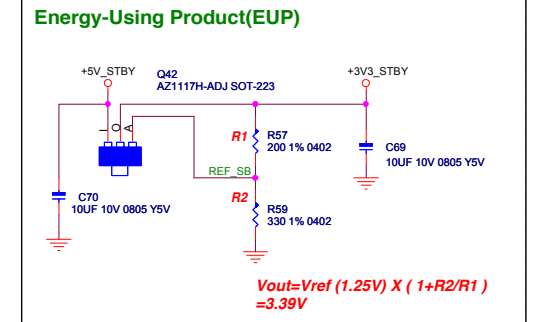 Energy-Using Product(EUP)
+5V_STBY
Q42
AZ1117H-ADJ SOT-223
+3V3_STBY
I O A
R1
R57
200 1% 0402
C69
10UF 10V 0805 Y5V
REF_SB
R2
R59
330 1% 0402
C70
10UF 10V 0805 Y5V
Vout=Vref (1.25V) X ( 1+R2/R1 )
=3.39V